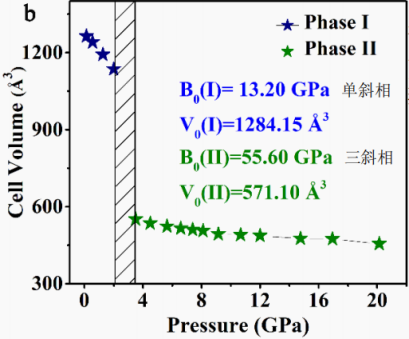 b
Phase I
Phase II
B₀(I)= 13.20 GPa 单斜相
V₀(I)=1284.15 Å³
B₀(II)=55.60 GPa 三斜相
V₀(II)=571.10 Å³
Cell Volume (Å³)
1200
900
600
300
0 4 8 12 16 20
Pressure (GPa)